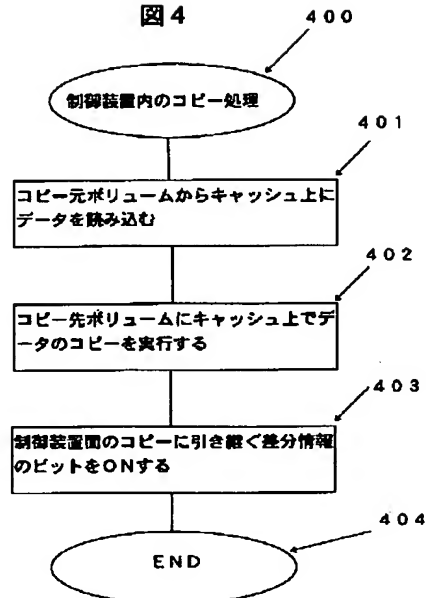 図4
400
制御装置内のコピー処理
401
コピー元ボリュームからキャッシュ上に
データを読み込む
402
コピー先ボリュームにキャッシュ上でデ
ータのコピーを実行する
403
制御装置面のコピーに引き継ぐ差分情報
のビットをONする
404
END